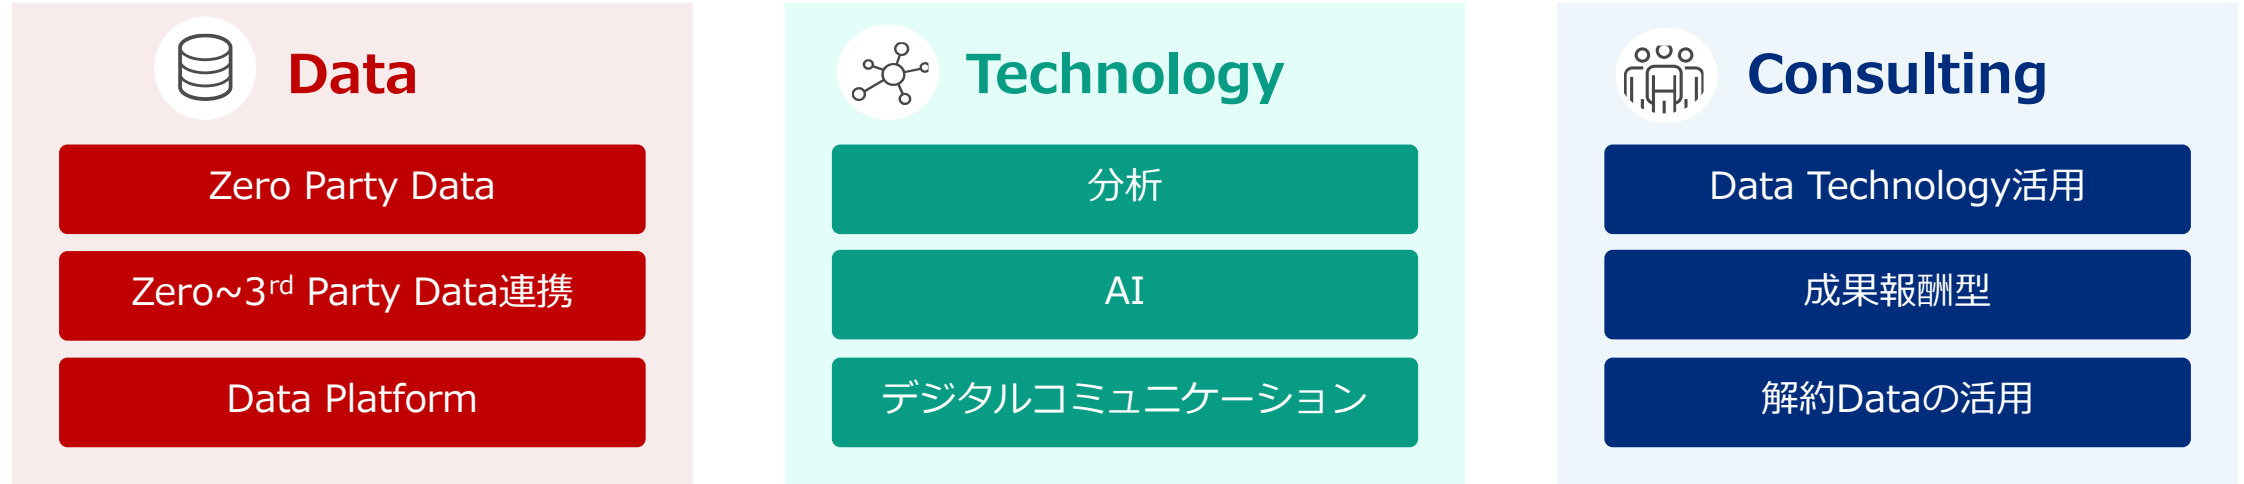 Data
Zero Party Data
Zero~3rd Party Data連携
Data Platform
Technology
分析
AI
デジタルコミュニケーション
Consulting
Data Technology活用
成果報酬型
解約Dataの活用